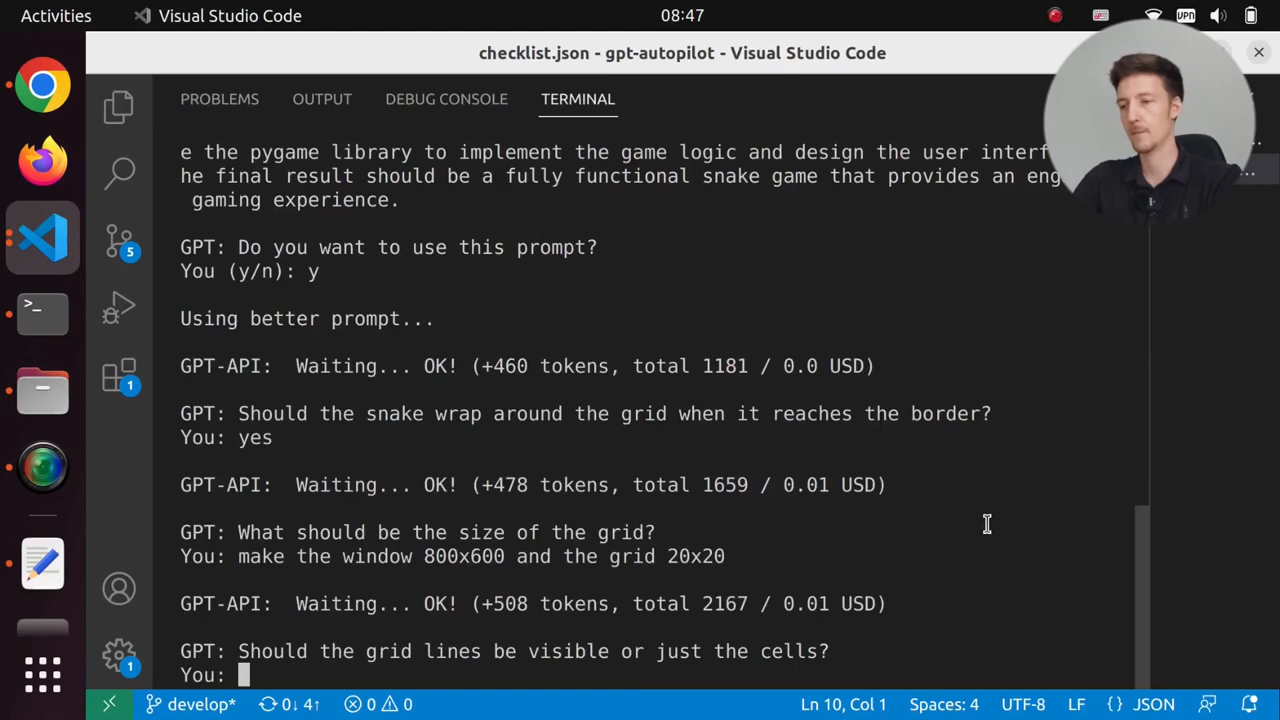 Activities
Visual Studio Code
08:47
VPN
checklist.json - gpt-autopilot - Visual Studio Code
PROBLEMS
OUTPUT
DEBUG CONSOLE
TERMINAL
e the pygame library to implement the game logic and design the user interf
he final result should be a fully functional snake game that provides an eng
gaming experience.
GPT: Do you want to use this prompt?
You (y/n): y
Using better prompt...
GPT-API: Waiting... OK! (+460 tokens, total 1181 / 0.0 USD)
GPT: Should the snake wrap around the grid when it reaches the border?
You: yes
GPT-API: Waiting... OK! (+478 tokens, total 1659 / 0.01 USD)
GPT: What should be the size of the grid?
You: make the window 800x600 and the grid 20x20
GPT-API: Waiting... OK! (+508 tokens, total 2167 / 0.01 USD)
GPT: Should the grid lines be visible or just the cells?
You:
5
1
1
develop*
0↓ 4↑
0
0
Ln 10, Col 1
Spaces: 4
UTF-8
LF
{} JSON